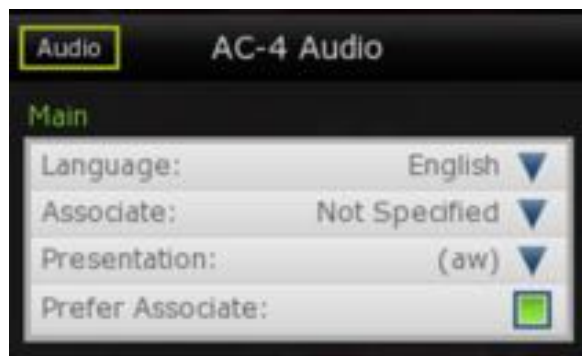 Audio AC-4 Audio
Main
Language: English
Associate: Not Specified
Presentation: (aw)
Prefer Associate: